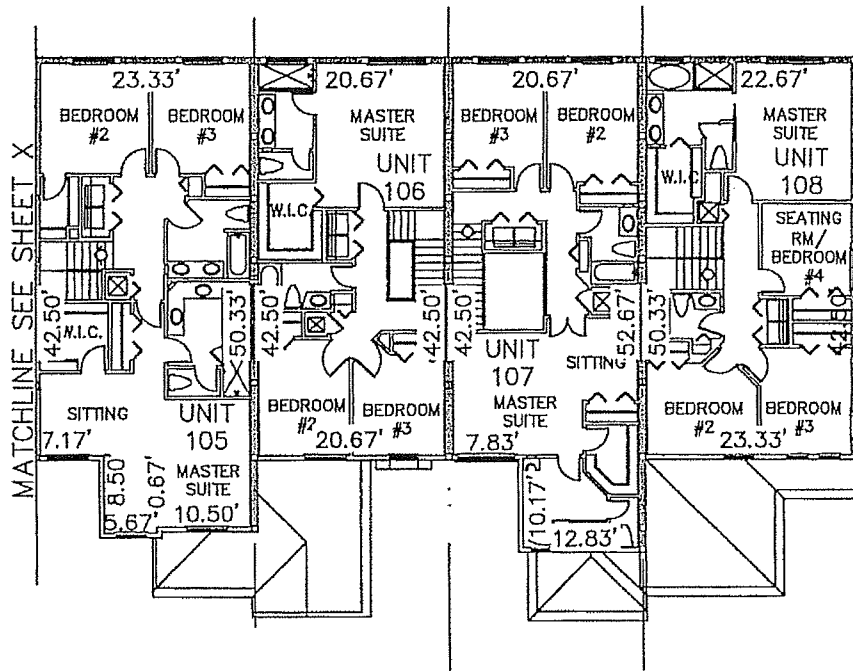 MATCHLINE SEE SHEET X
23.33'
BEDROOM
#2
BEDROOM
#3
42.50'
W.I.C.
50.33'
SITTING
UNIT
105
7.17'
8.50'
0.67'
MASTER
SUITE
5.67'
10.50'
20.67'
MASTER
SUITE
UNIT
106
W.I.C.
42.50'
42.50'
BEDROOM
#2
BEDROOM
#3
20.67'
20.67'
BEDROOM
#3
BEDROOM
#2
42.50'
UNIT
107
SITTING
52.67'
MASTER
SUITE
7.83'
10.17'
12.83'
22.67'
MASTER
SUITE
UNIT
108
W.I.C.
SEATING
RM/
BEDROOM
#4
50.33'
42.50'
BEDROOM
#2
BEDROOM
#3
23.33'